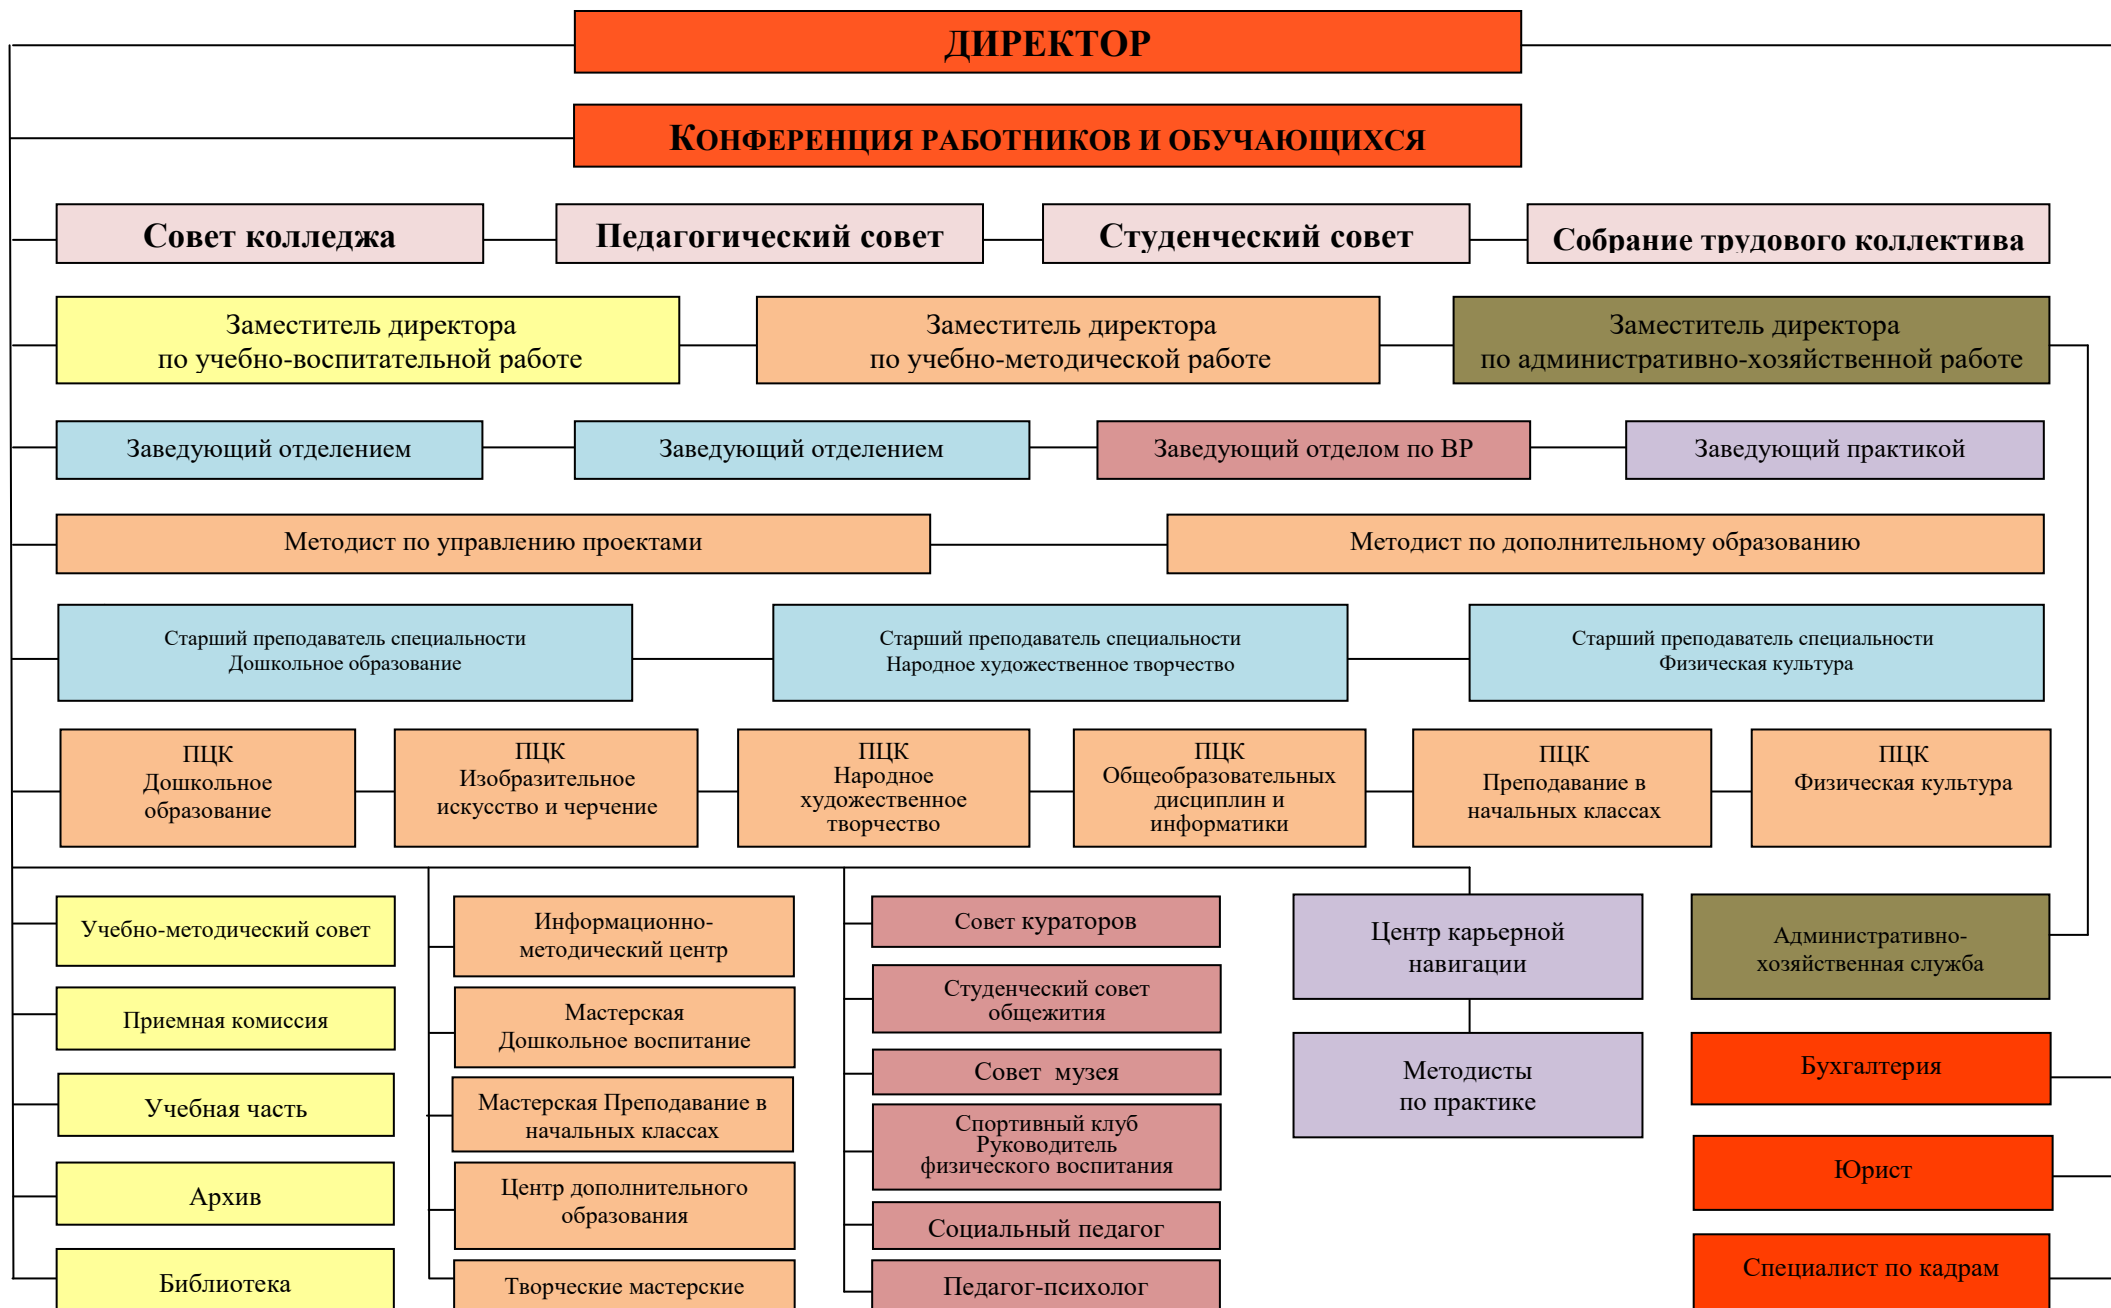 ДИРЕКТОР
КОНФЕРЕНЦИЯ РАБОТНИКОВ И ОБУЧАЮЩИХСЯ
Совет колледжа
Педагогический совет
Студенческий совет
Собрание трудового коллектива
Заместитель директора
по учебно-воспитательной работе
Заместитель директора
по учебно-методической работе
Заместитель директора
по административно-хозяйственной работе
Заведующий отделением
Заведующий отделением
Заведующий отделом по ВР
Заведующий практикой
Методист по управлению проектами
Методист по дополнительному образованию
Старший преподаватель специальности
Дошкольное образование
Старший преподаватель специальности
Народное художественное творчество
Старший преподаватель специальности
Физическая культура
ПЦК
Дошкольное
образование
ПЦК
Изобразительное
искусство и черчение
ПЦК
Народное
художественное
творчество
ПЦК
Общеобразовательных
дисциплин и
информатики
ПЦК
Преподавание в
начальных классах
ПЦК
Физическая культура
Учебно-методический совет
Приемная комиссия
Учебная часть
Архив
Библиотека
Информационно-
методический центр
Мастерская
Дошкольное воспитание
Мастерская Преподавание в
начальных классах
Центр дополнительного
образования
Творческие мастерские
Совет кураторов
Студенческий совет
общежития
Совет музея
Спортивный клуб
Руководитель
физического воспитания
Социальный педагог
Педагог-психолог
Центр карьерной
навигации
Методисты
по практике
Административно-
хозяйственная служба
Бухгалтерия
Юрист
Специалист по кадрам